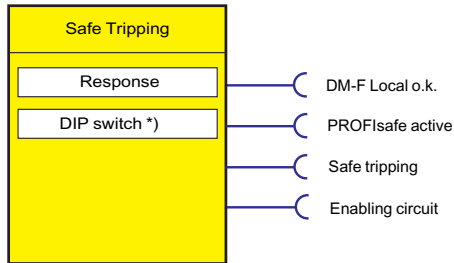 Safe Tripping
Response
DM-F Local o.k.
DIP switch *)
PROFIsafe active
Safe tripping
Enabling circuit